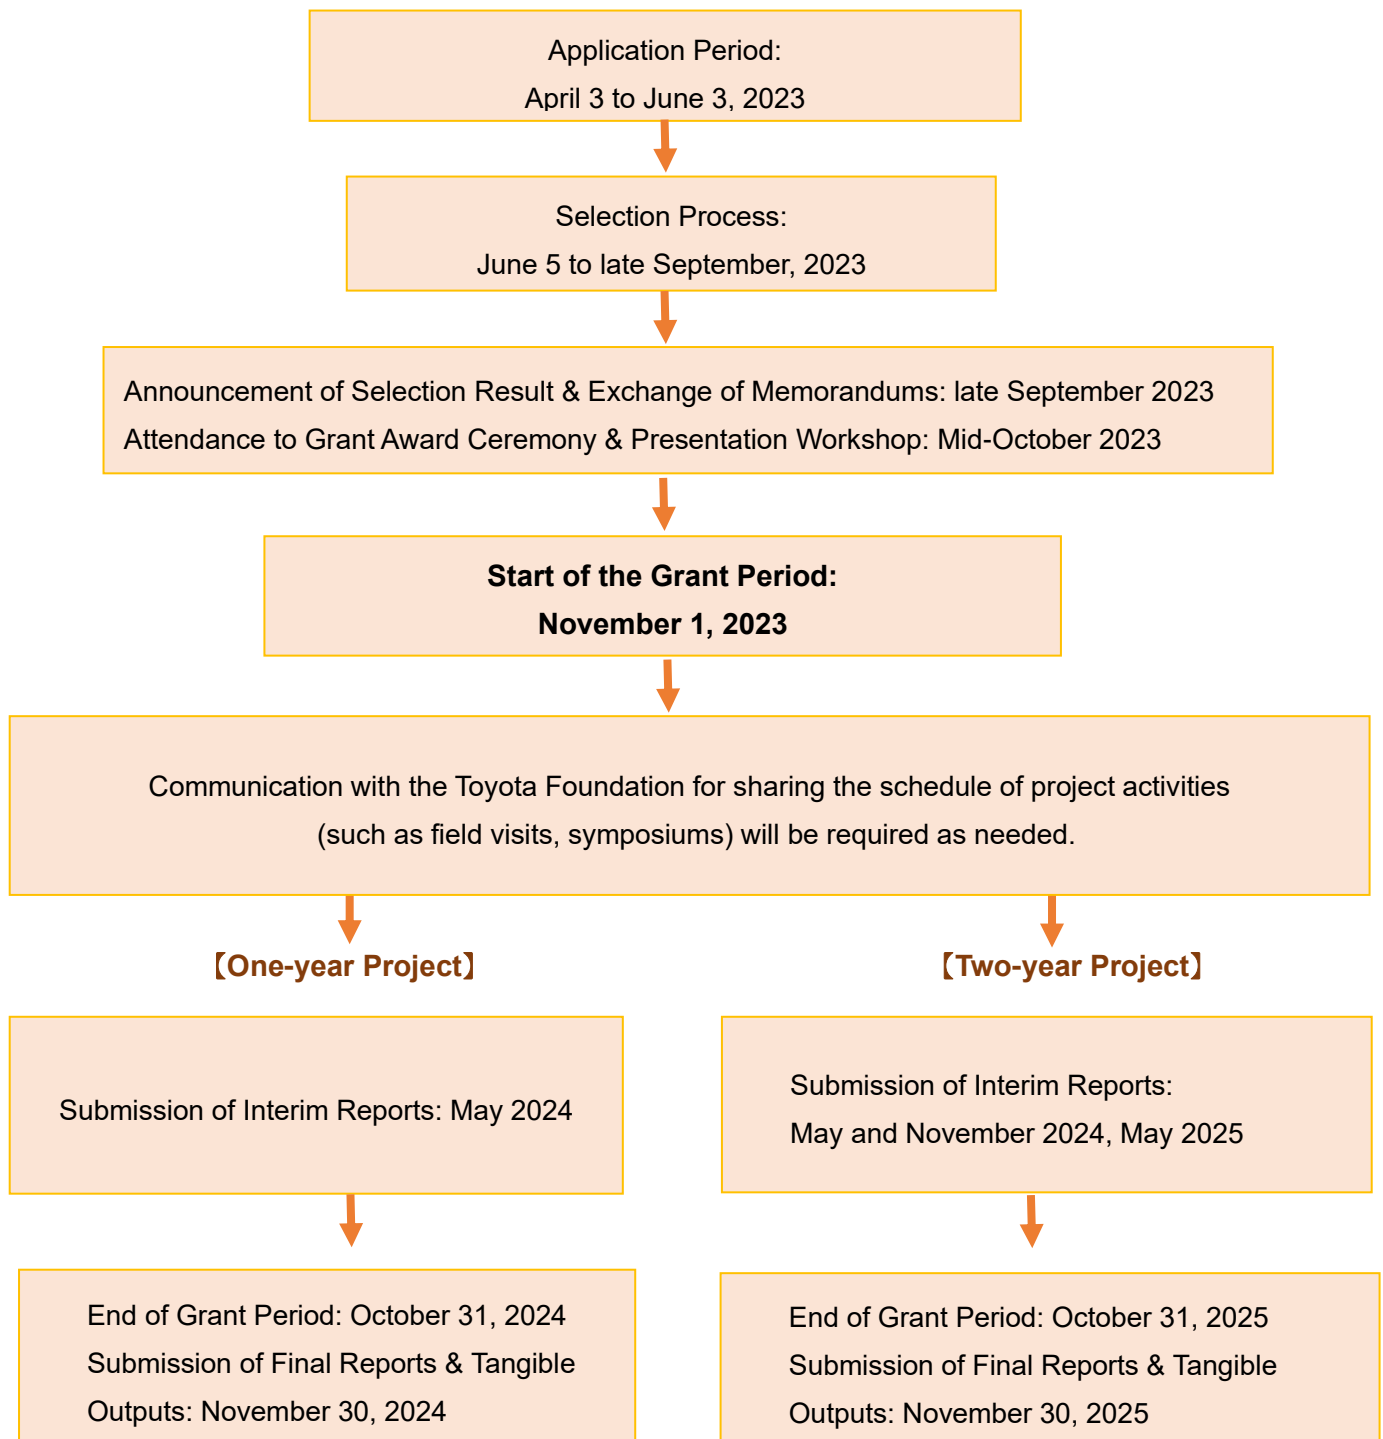 Application Period:
April 3 to June 3, 2023
Selection Process:
June 5 to late September, 2023
Announcement of Selection Result & Exchange of Memorandums: late September 2023
Attendance to Grant Award Ceremony & Presentation Workshop: Mid-October 2023
Start of the Grant Period:
November 1, 2023
Communication with the Toyota Foundation for sharing the schedule of project activities
(such as field visits, symposiums) will be required as needed.
【One-year Project】
【Two-year Project】
Submission of Interim Reports: May 2024
Submission of Interim Reports:
May and November 2024, May 2025
End of Grant Period: October 31, 2024
Submission of Final Reports & Tangible
Outputs: November 30, 2024
End of Grant Period: October 31, 2025
Submission of Final Reports & Tangible
Outputs: November 30, 2025